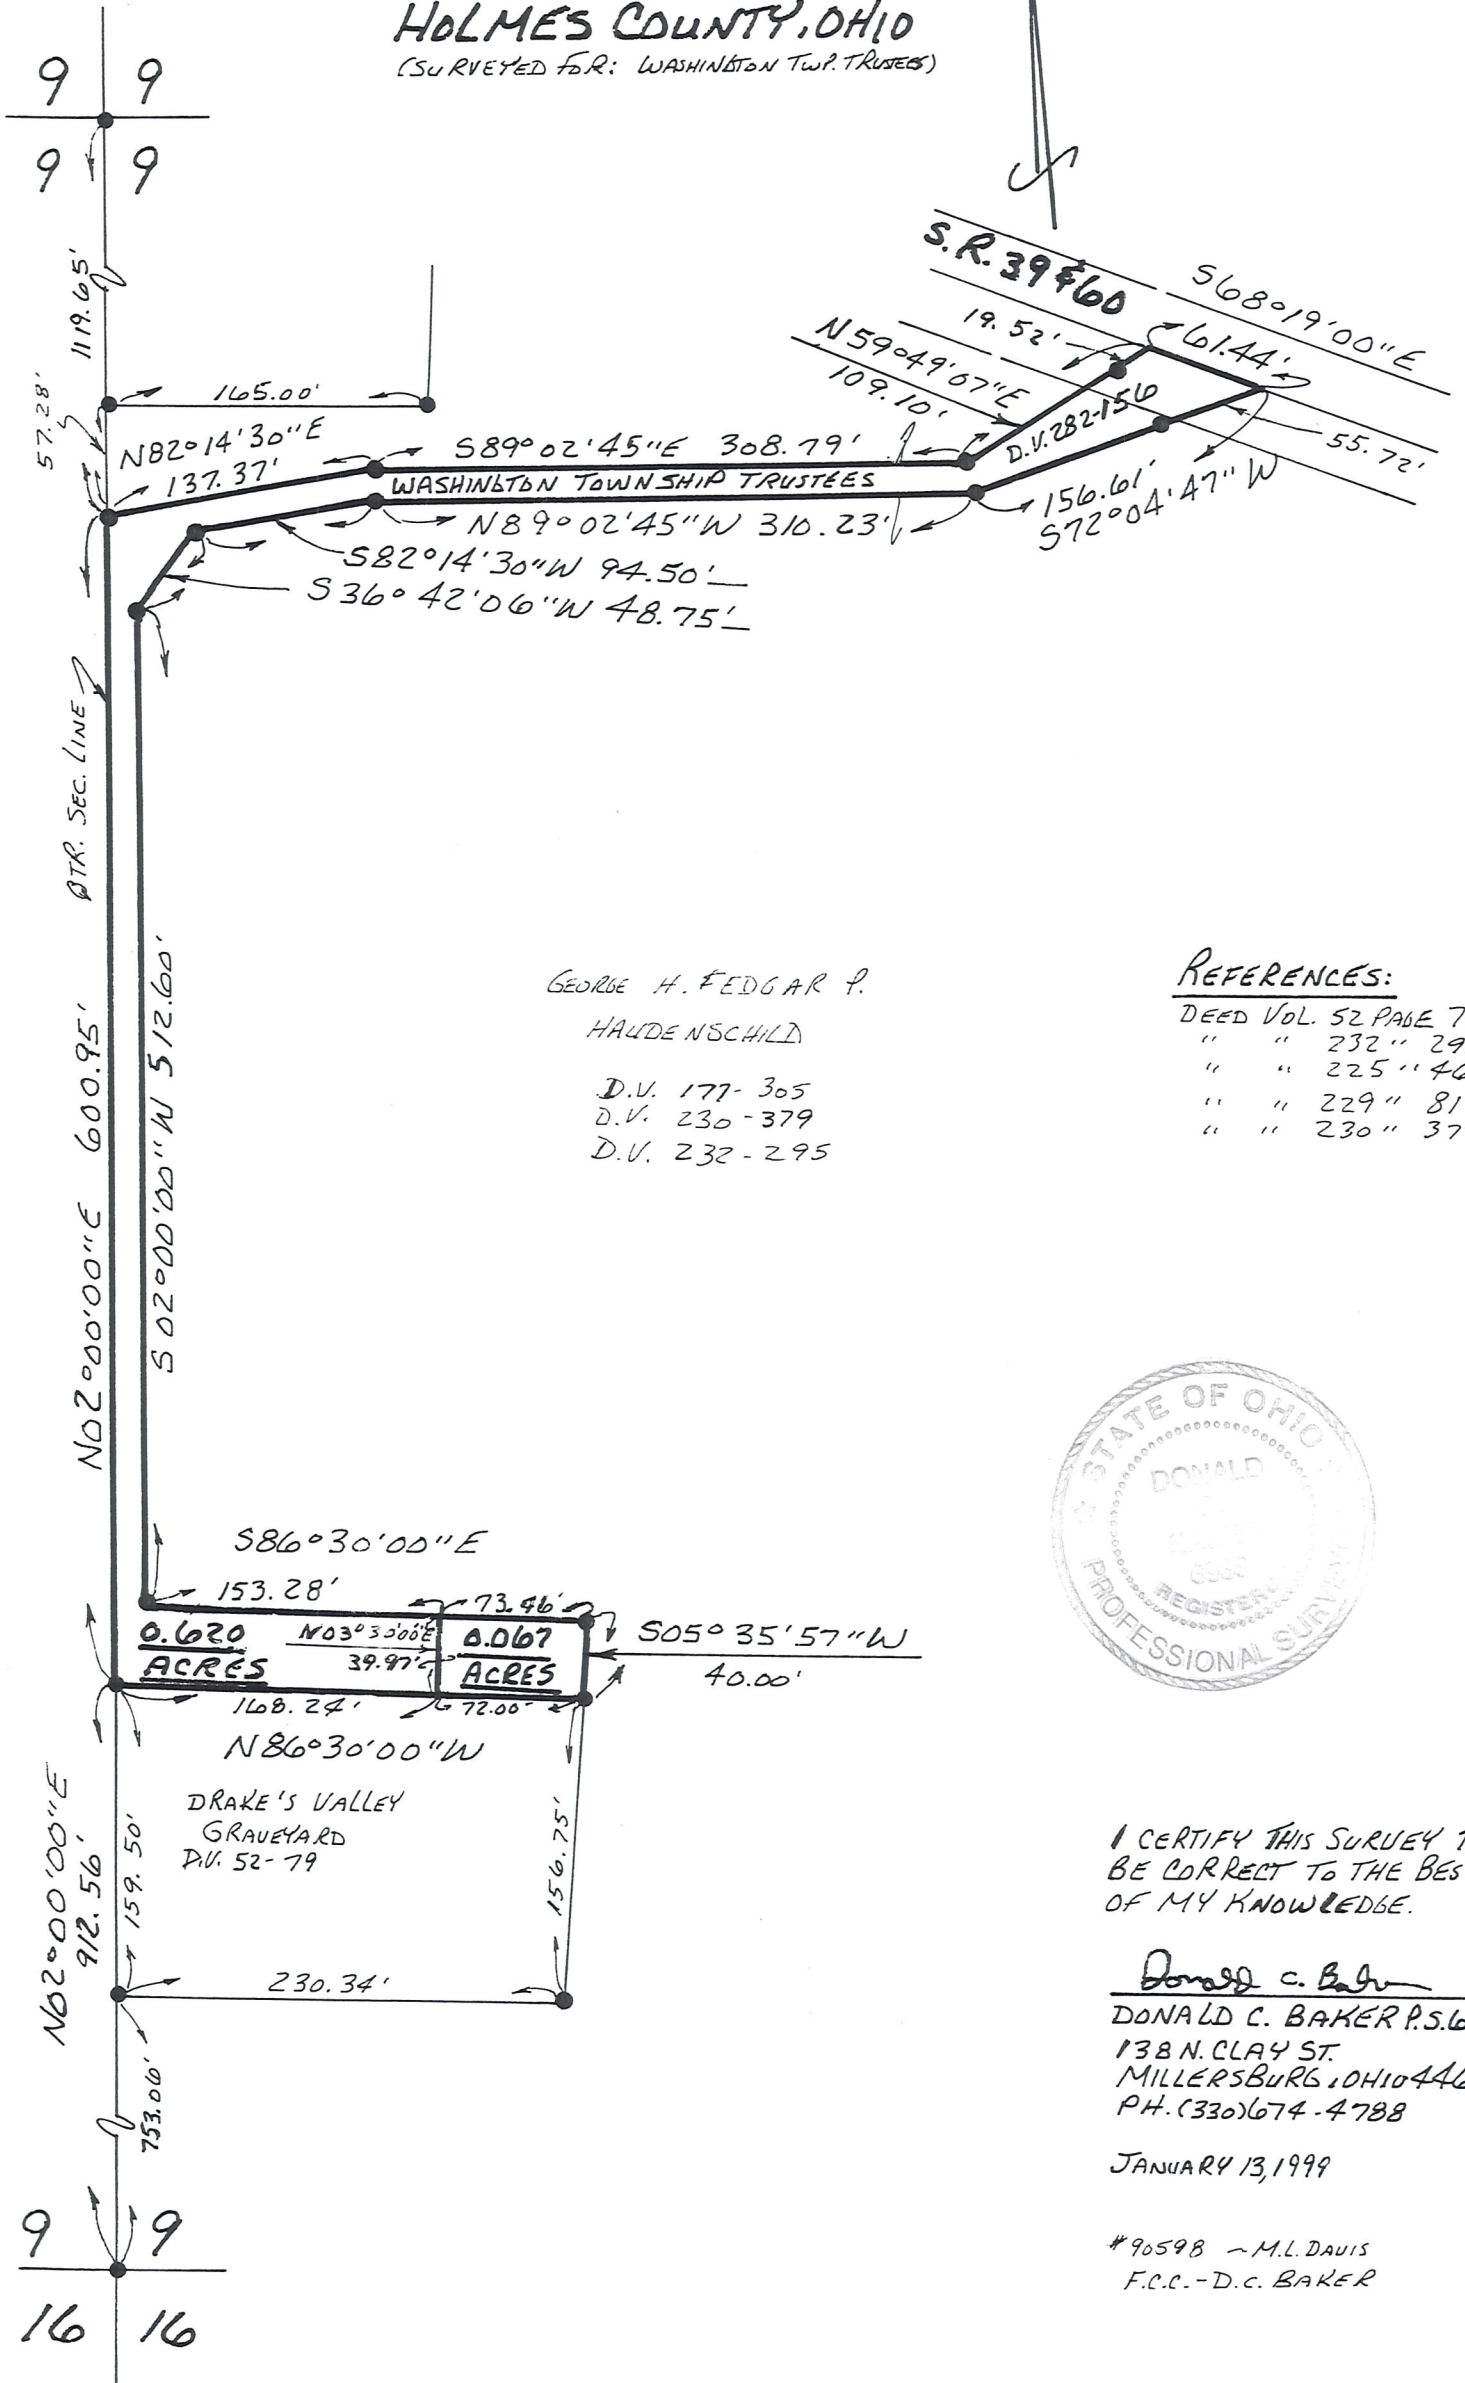 HOLMES COUNTY, OHIO
(SURVEYED FOR: WASHINGTON TWP. TRUSTEES)
9 9
9 9
1119.65'
57.28'
165.00'
N82°14'30"E
137.37'
S89°02'45"E 308.79'
WASHINGTON TOWNSHIP TRUSTEES
N89°02'45"W 310.23'
S82°14'30"W 94.50'
S36°42'06"W 48.75'
S.R. 39 & 60
S68°19'00"E
19.52'
61.44'
N59°49'07"E
109.10'
D.V. 282-156
55.72'
156.61'
S72°04'47"W
QTR. SEC. LINE
N02°00'00"E 600.95'
S02°00'00"W 512.60'
GEORGE H. & EDGAR P.
HAUDENSCHILD
D.V. 177-305
D.V. 230-379
D.V. 232-295
REFERENCES:
DEED VOL. 52 PAGE 7
" " 232 " 29
" " 225 " 46
" " 229 " 81
" " 230 " 37
STATE OF OHIO
DONALD
REGISTERED
PROFESSIONAL SURVEYOR
S86°30'00"E
153.28'
73.46'
0.620
ACRES
N03°30'00"E
39.97'
0.067
ACRES
S05°35'57"W
40.00'
168.24'
72.00'
N86°30'00"W
DRAKE'S VALLEY
GRAVEYARD
D.V. 52-79
N02°00'00"E
912.56'
159.50'
156.75'
230.34'
753.06'
I CERTIFY THIS SURVEY T
BE CORRECT TO THE BES
OF MY KNOWLEDGE.
Donald C. Baker
DONALD C. BAKER P.S. 6
138 N. CLAY ST.
MILLERSBURG, OHIO 446
PH. (330) 674-4788
JANUARY 13, 1999
#90598 ~ M.L. DAVIS
F.C.C. - D.C. BAKER
9 9
16 16